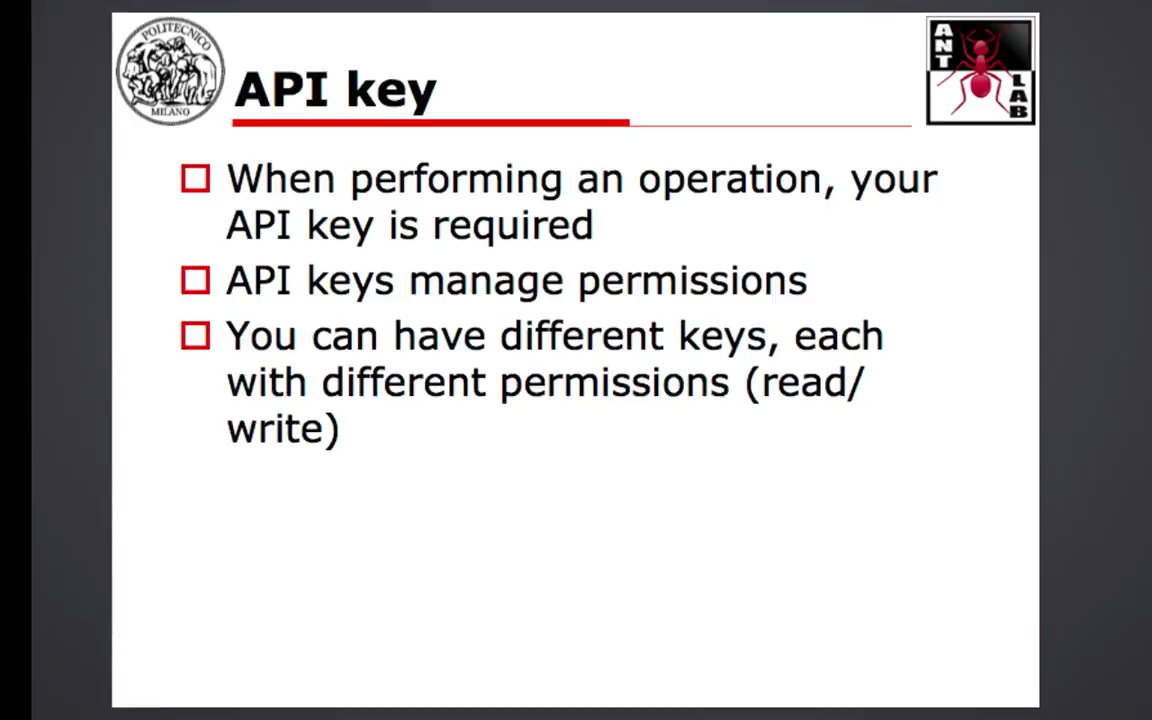 POLITECNICO
MILANO
ANT
LAB
API key
When performing an operation, your
API key is required
API keys manage permissions
You can have different keys, each
with different permissions (read/
write)